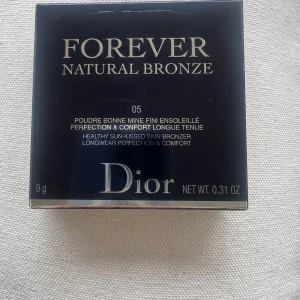 FOREVER
NATURAL BRONZE
05
POUDRE BONNE MINE FINI ENSOLEILLÉ
PERFECTION & CONFORT LONGUE TENUE
HEALTHY SUN-KISSED SKIN BRONZER
LONGWEAR PERFECTION & COMFORT
9 g
Dior
NET WT. 0.31 OZ